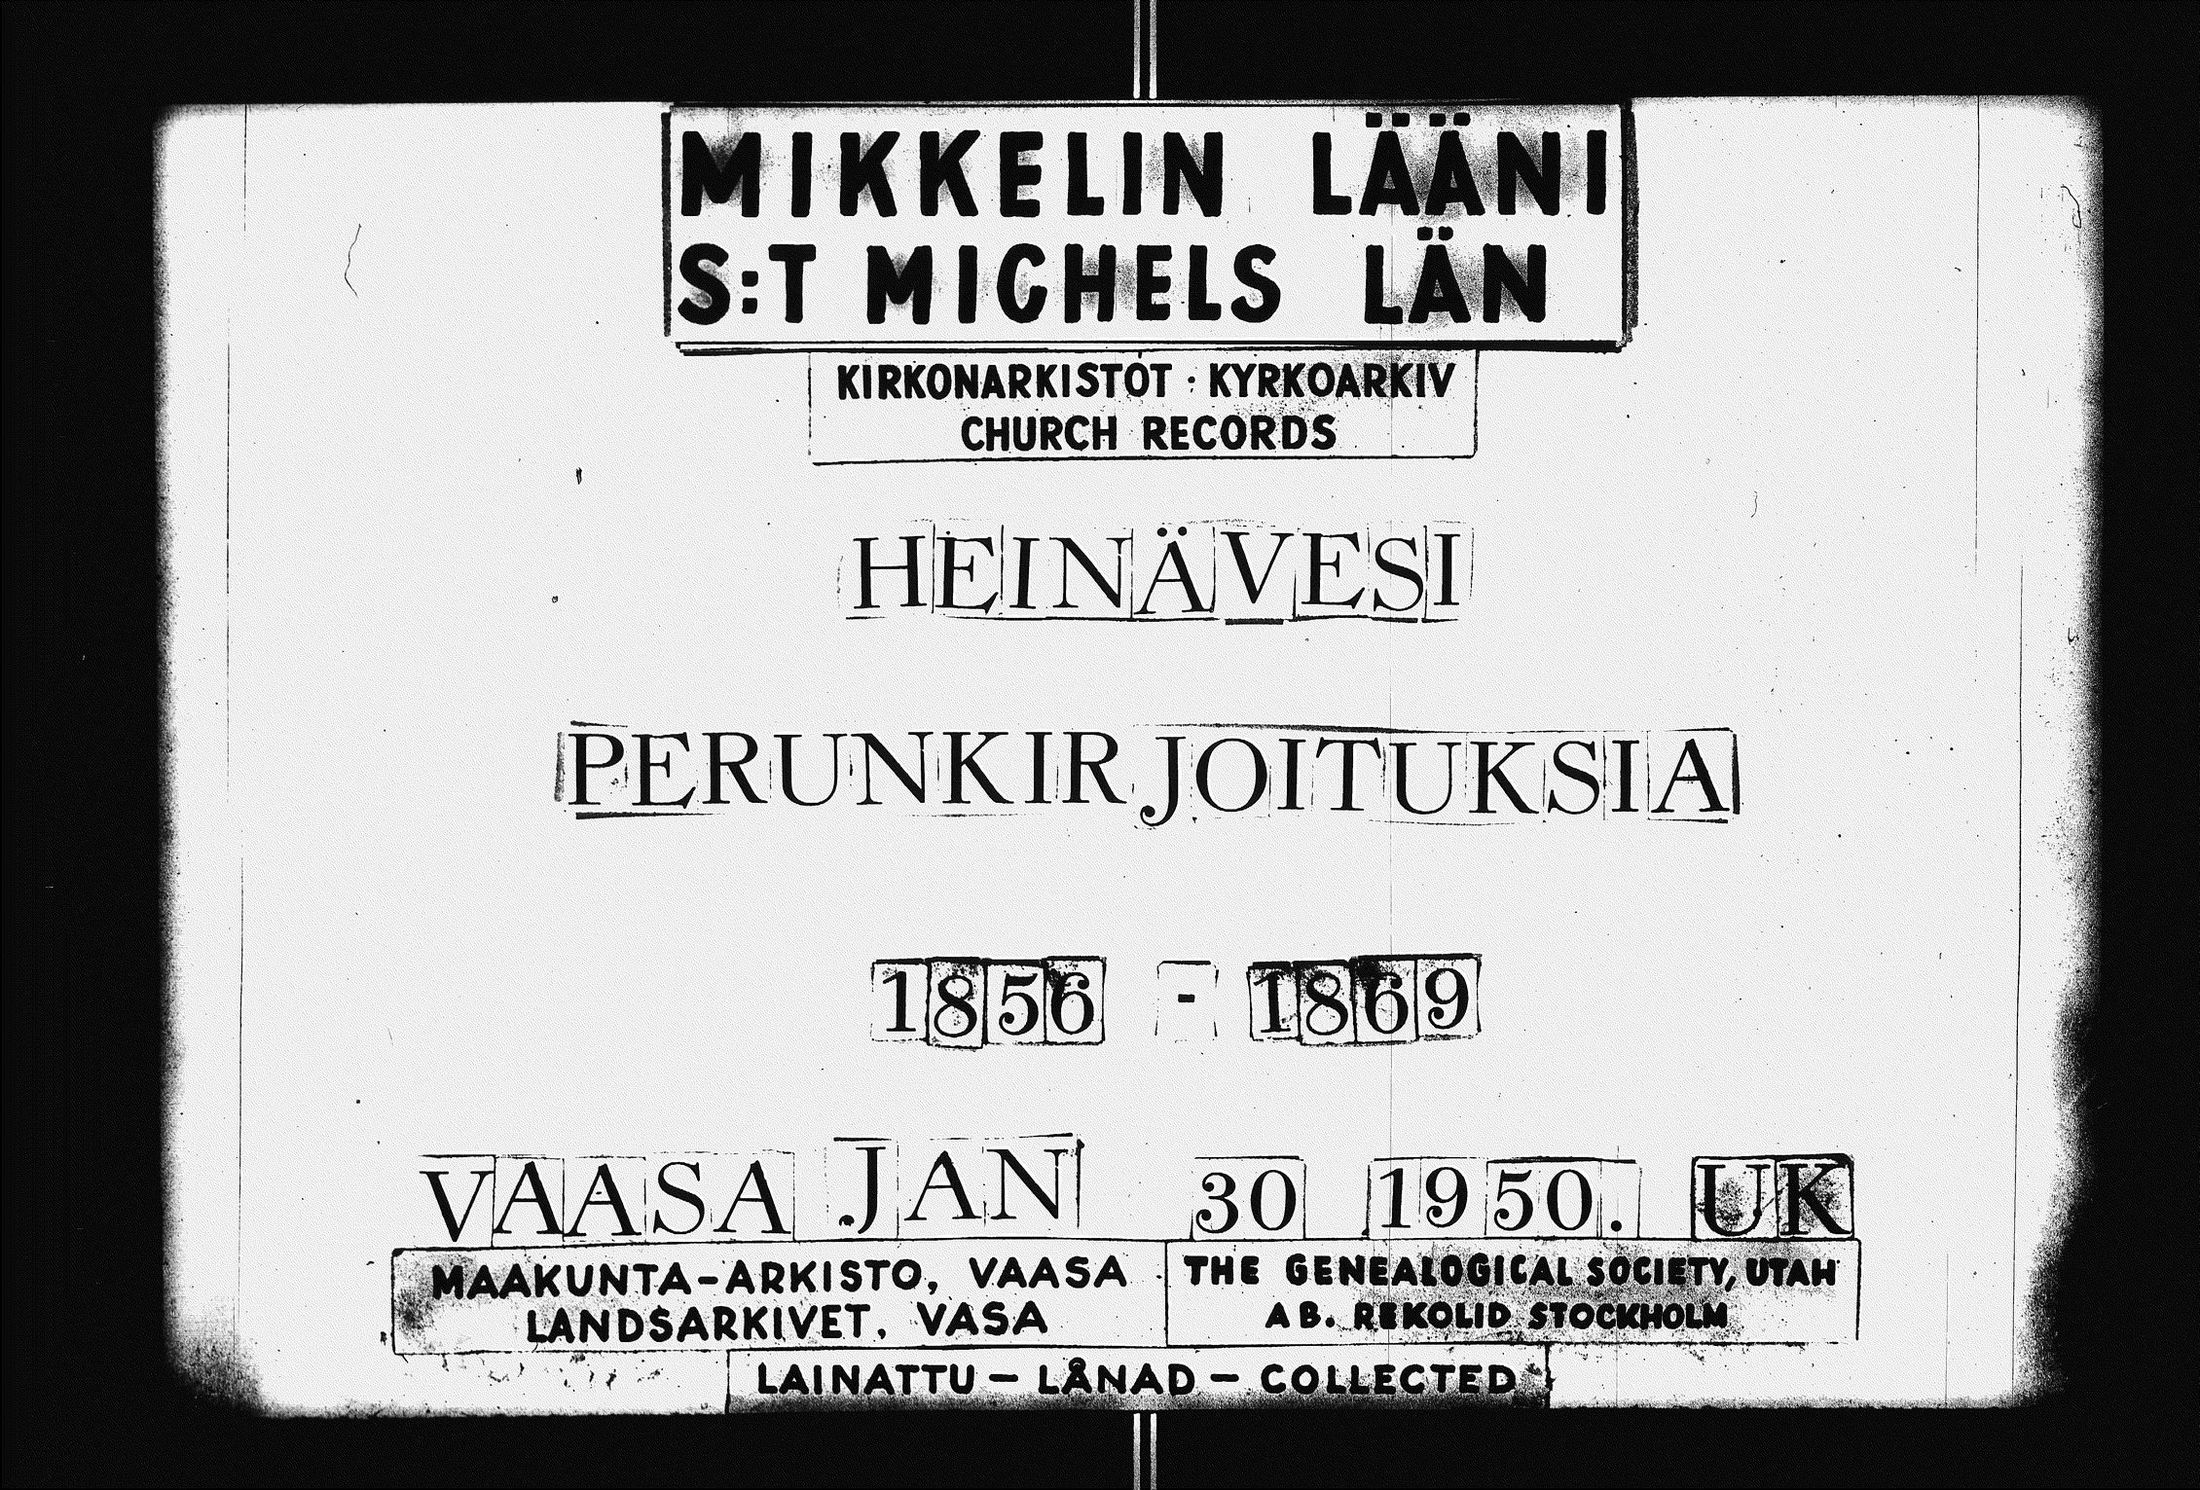 MIKKELIN LÄÄNI
S:T MICHELS LÄN
KIRKONARKISTOT · KYRKOARKIV
CHURCH RECORDS
HEINÄVESI
PERUNKIRJOITUKSIA
1856 - 1869
VAASA JAN 30 1950. UK
MAAKUNTA-ARKISTO, VAASA
LANDSARKIVET, VASA
THE GENEALOGICAL SOCIETY, UTAH
AB. REKOLID STOCKHOLM
LAINATTU – LÅNAD – COLLECTED